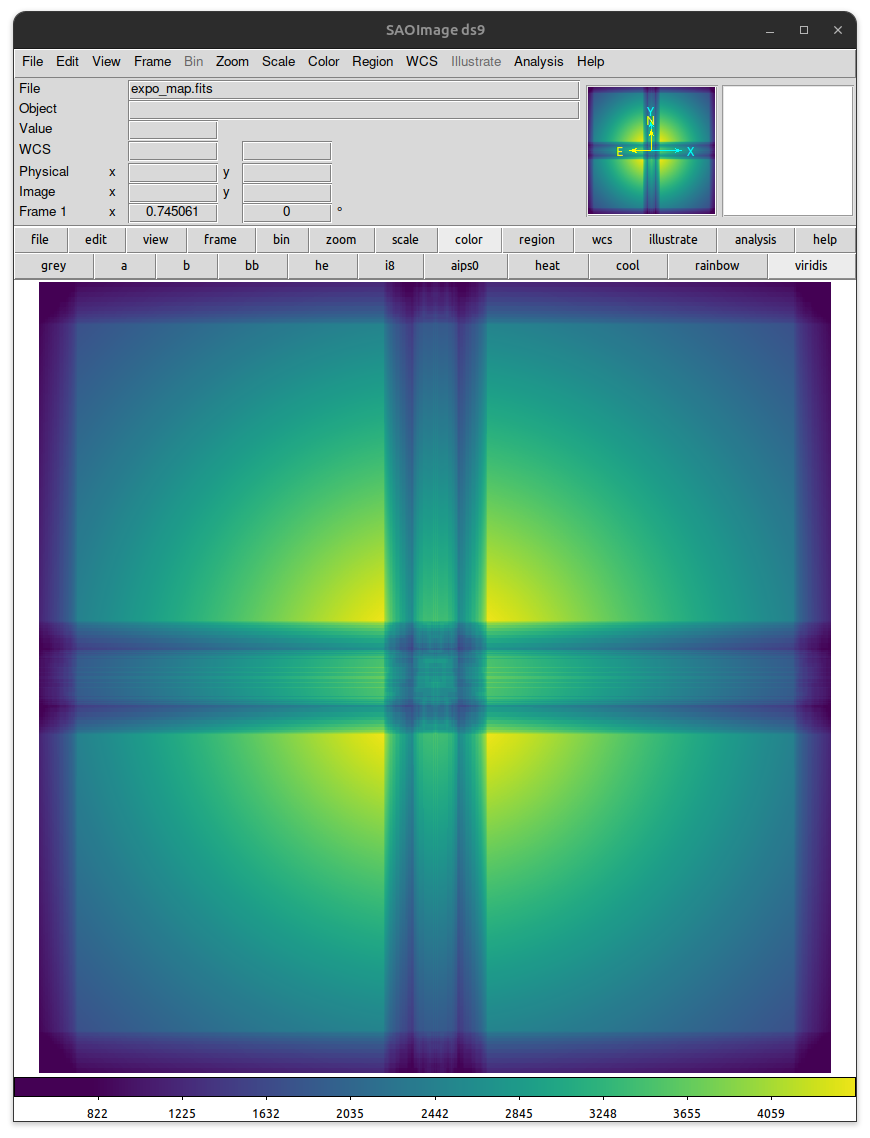 SAOImage ds9
File Edit View Frame Bin Zoom Scale Color Region WCS Illustrate Analysis Help
File expo_map.fits
Object
Value
WCS
Physical x y
Image x y
Frame 1 x 0.745061 0 °
Y
N
E X
file edit view frame bin zoom scale color region wcs illustrate analysis help
grey a b bb he i8 aips0 heat cool rainbow viridis
822 1225 1632 2035 2442 2845 3248 3655 4059